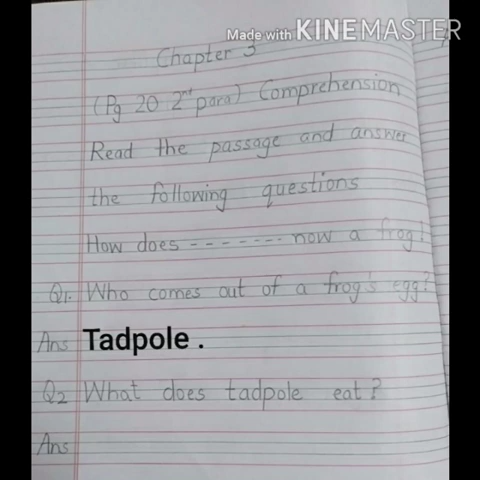 Made with KINEMASTER
Chapter 3
(Pg 20 2nd para) Comprehension
Read the passage and answer
the following questions
How does ------- now a frog!
Q1. Who comes out of a frog's egg?
Ans Tadpole .
Q2 What does tadpole eat?
Ans